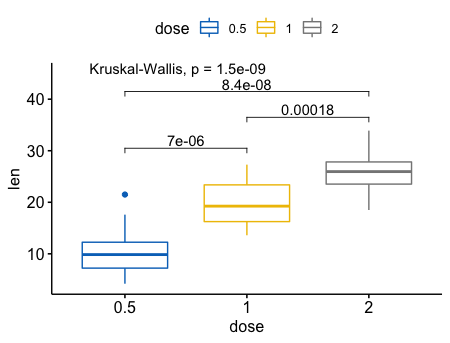 dose 0.5 1 2
Kruskal-Wallis, p = 1.5e-09
8.4e-08
0.00018
7e-06
40
30
20
10
len
0.5 1 2
dose